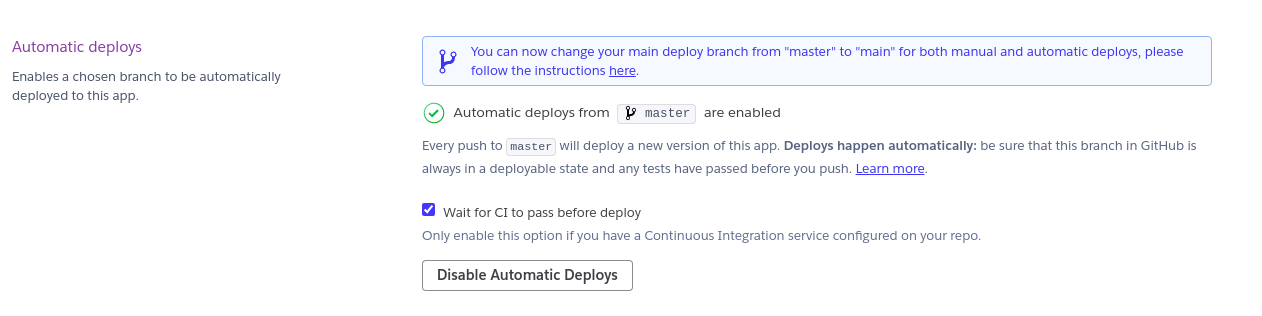 Automatic deploys
Enables a chosen branch to be automatically
deployed to this app.
You can now change your main deploy branch from "master" to "main" for both manual and automatic deploys, please
follow the instructions here.
Automatic deploys from master are enabled
Every push to master will deploy a new version of this app. Deploys happen automatically: be sure that this branch in GitHub is
always in a deployable state and any tests have passed before you push. Learn more.
Wait for CI to pass before deploy
Only enable this option if you have a Continuous Integration service configured on your repo.
Disable Automatic Deploys